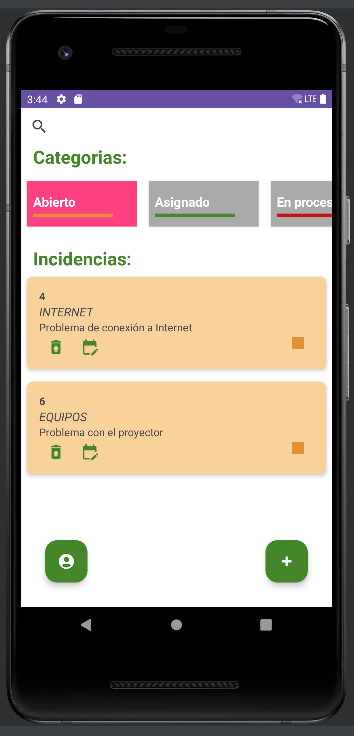 3:44 LTE
Categorias:
Abierto Asignado En proces
Incidencias:
4
INTERNET
Problema de conexión a Internet
6
EQUIPOS
Problema con el proyector